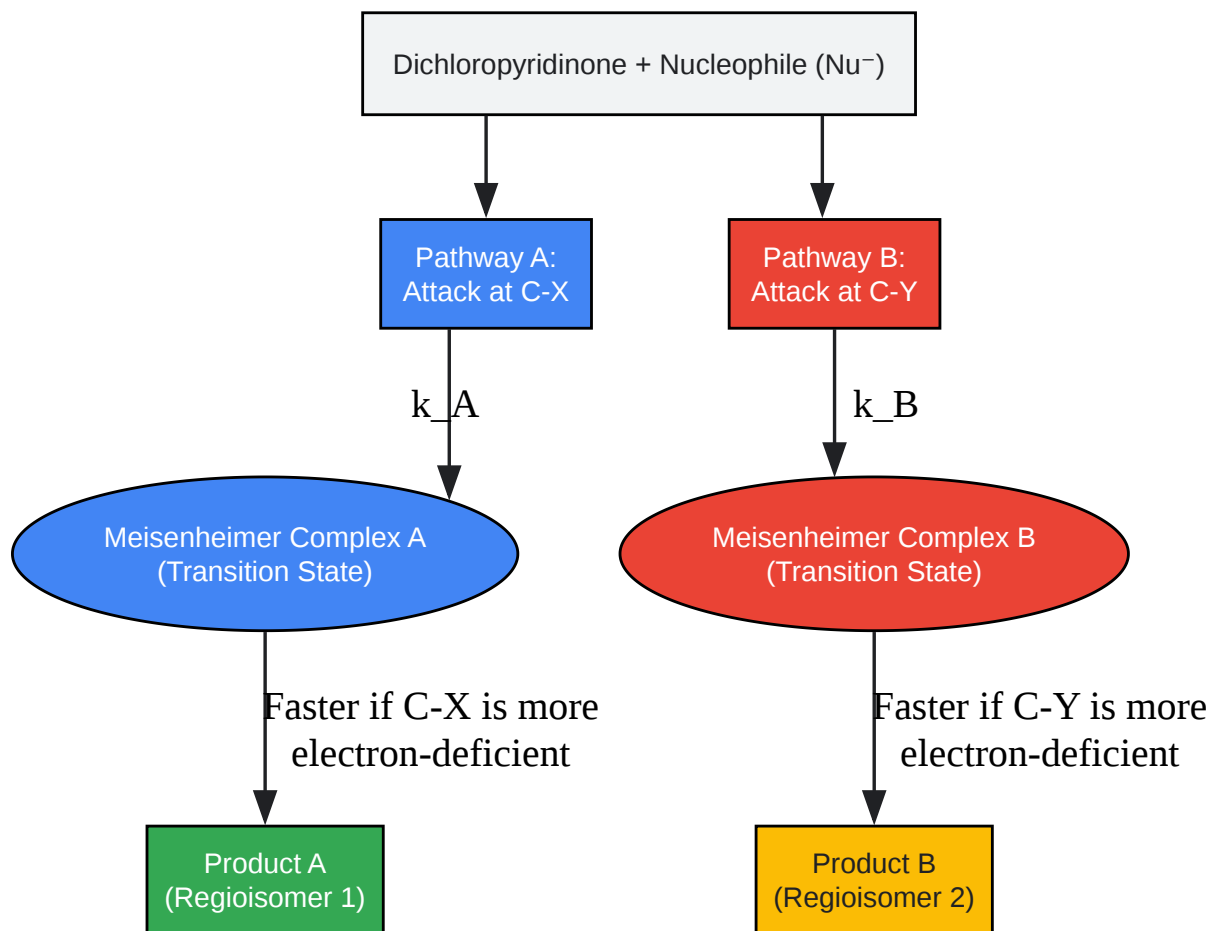 Dichloropyridinone + Nucleophile (Nu⁻)
Pathway A:
Attack at C-X
Pathway B:
Attack at C-Y
k_A
k_B
Meisenheimer Complex A
(Transition State)
Meisenheimer Complex B
(Transition State)
Faster if C-X is more
electron-deficient
Faster if C-Y is more
electron-deficient
Product A
(Regioisomer 1)
Product B
(Regioisomer 2)